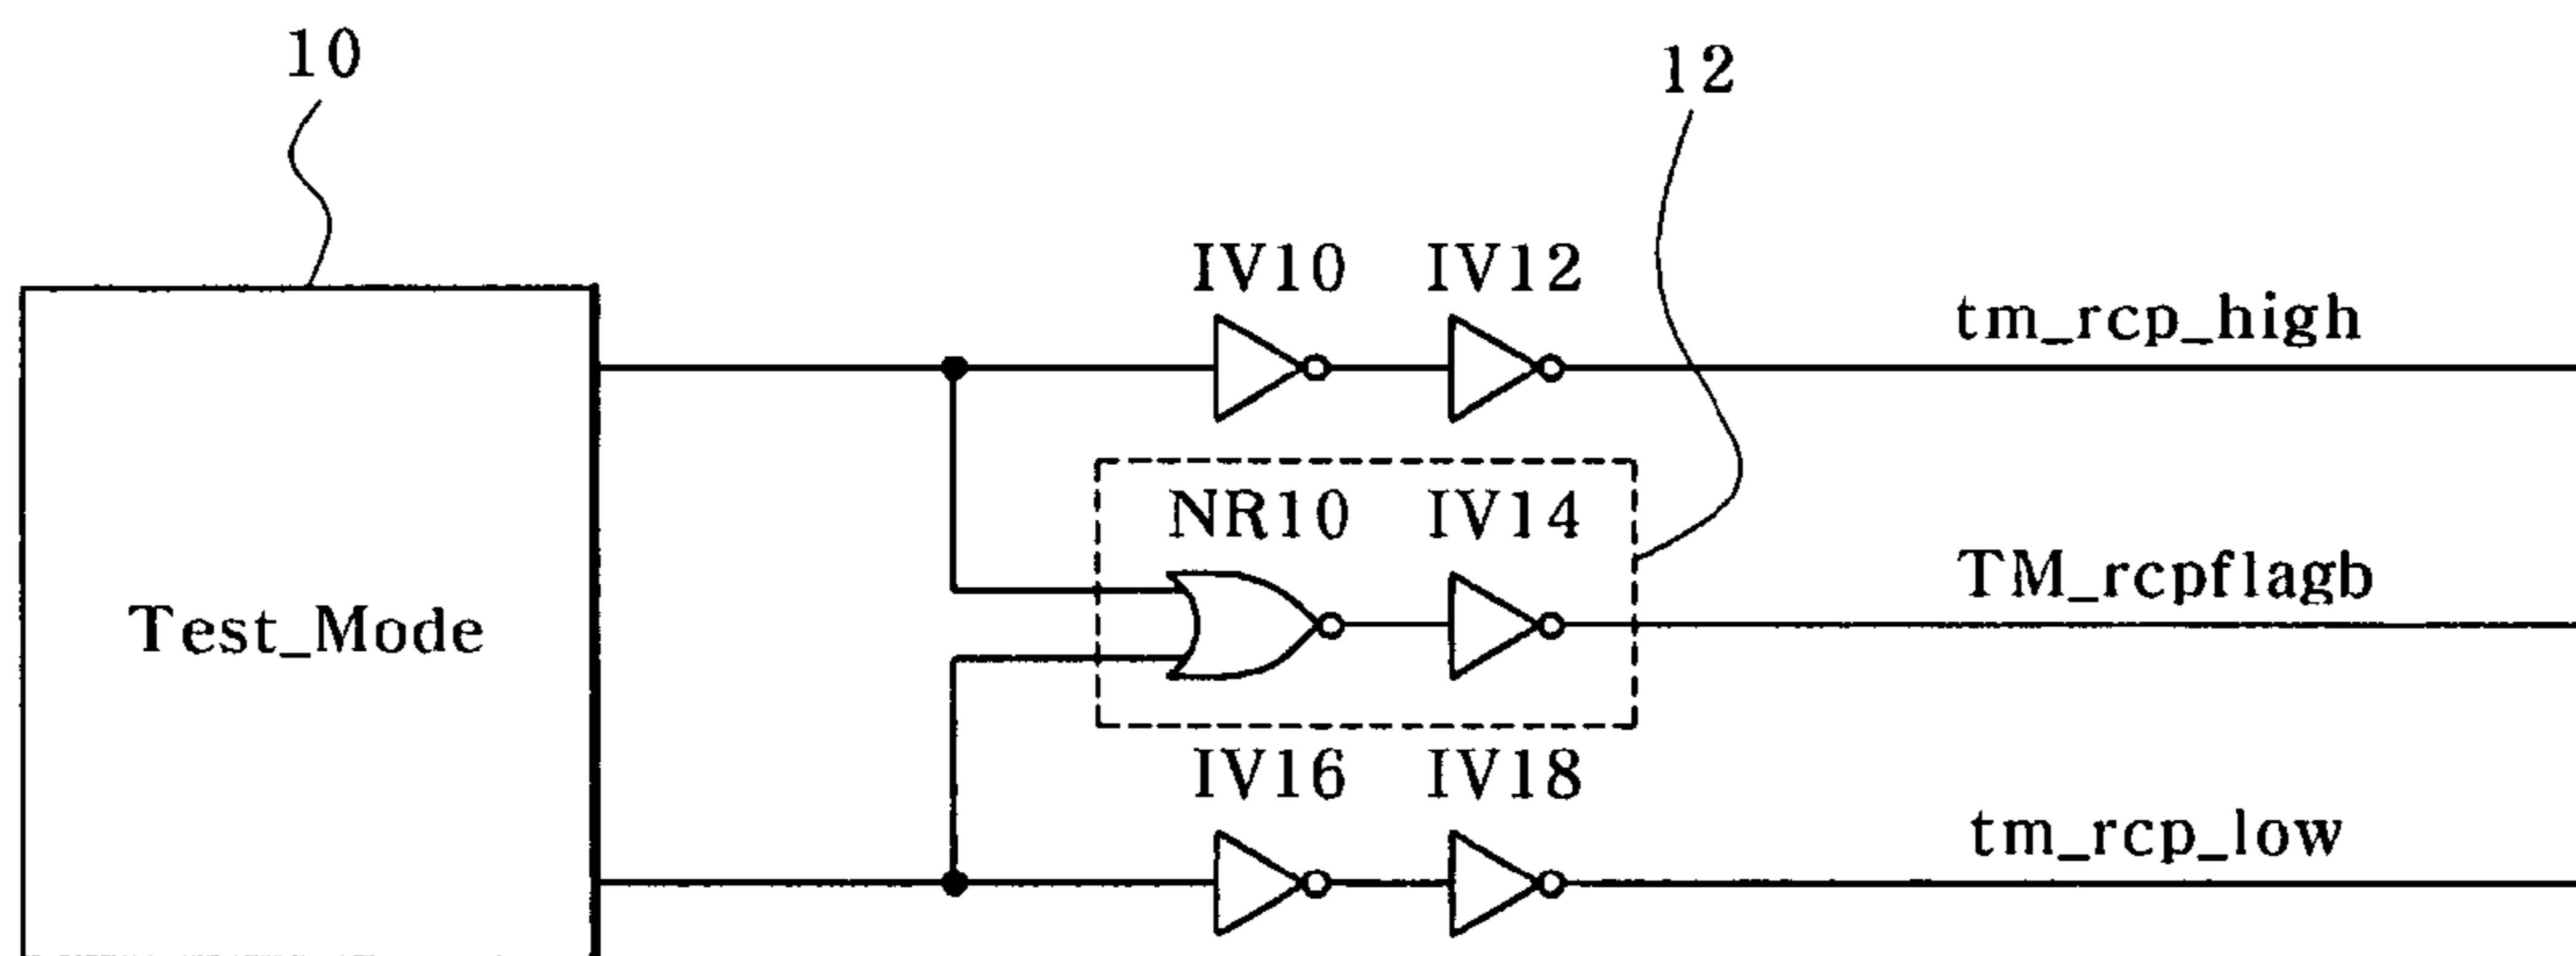 10
12
IV10 IV12
tm_rcp_high
NR10 IV14
TM_rcpflagb
Test_Mode
IV16 IV18
tm_rcp_low